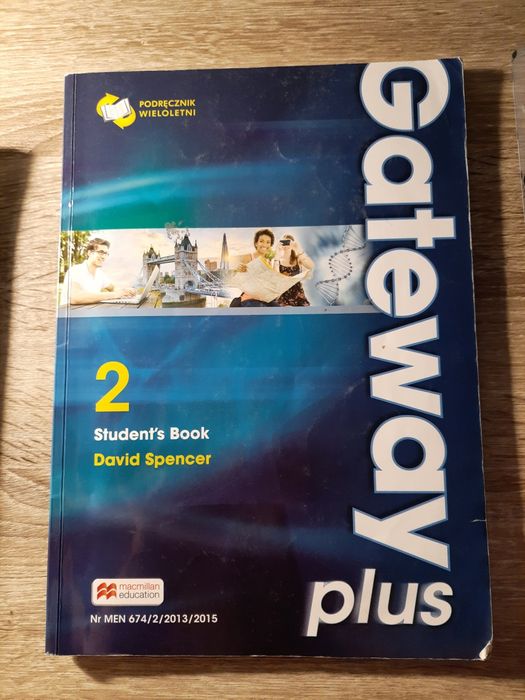 PODRĘCZNIK
WIELOLETNI
Gateway
plus
2
Student's Book
David Spencer
macmillan
education
Nr MEN 674/2/2013/2015